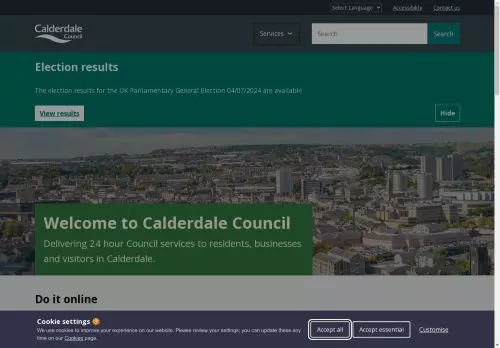 Select Language
Accessibility
Contact us
Calderdale
Council
Services
Search
Search
Election results
The election results for the UK Parliamentary General Election 04/07/2024 are available
View results
Hide
Welcome to Calderdale Council
Delivering 24 hour Council services to residents, businesses
and visitors in Calderdale.
Do it online
Cookie settings 🍪
We use cookies to improve your experience on our website. Please review your settings; you can update these
any time on our Cookies page.
Accept all
Accept essential
Customise